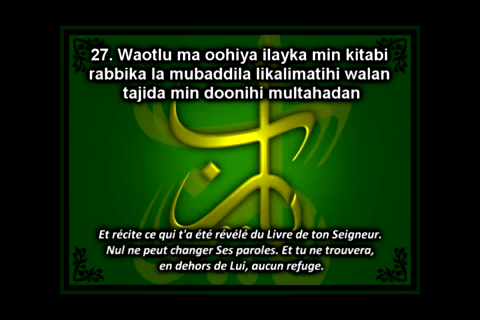 27. Waotlu ma oohiya ilayka min kitabi
rabbika la mubaddila likalimatihi walan
tajida min doonihi multahadan
Et récite ce qui t'a été révélé du Livre de ton Seigneur.
Nul ne peut changer Ses paroles. Et tu ne trouvera,
en dehors de Lui, aucun refuge.